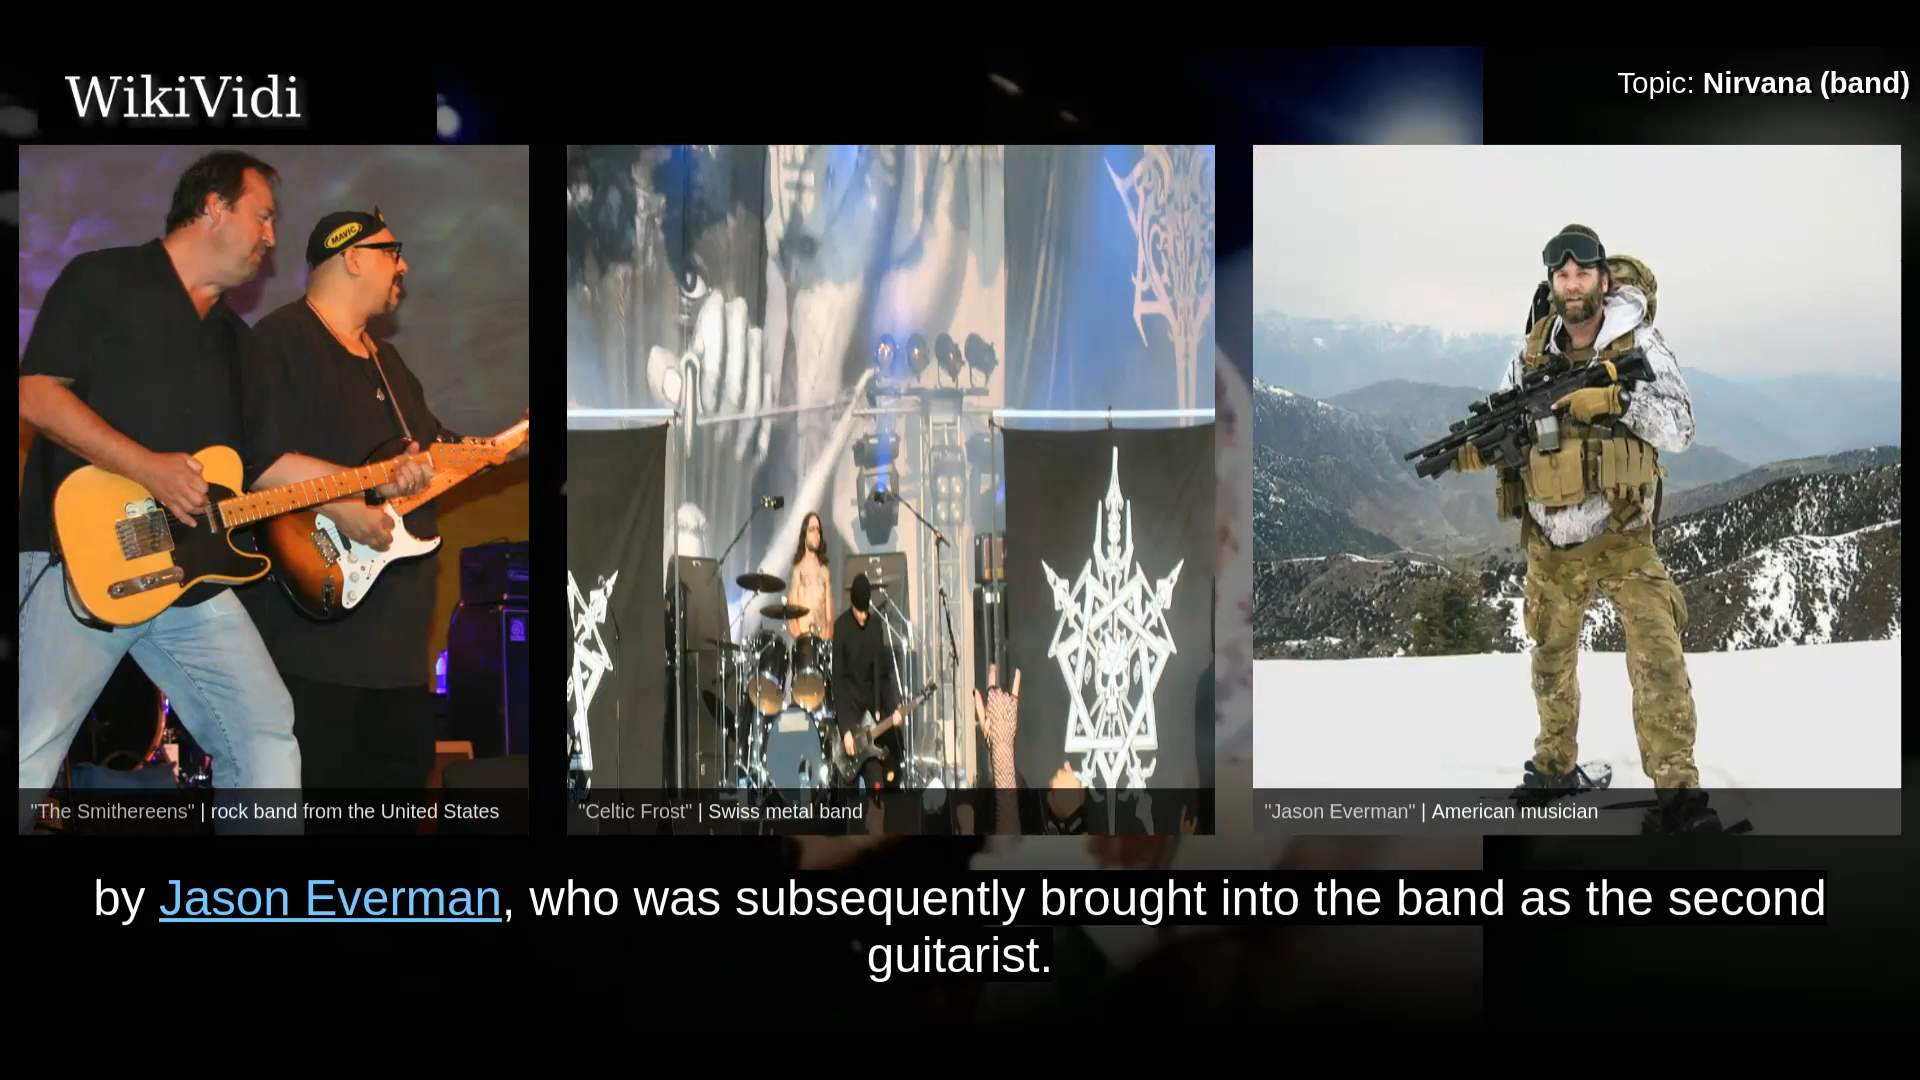 WikiVidi
Topic: Nirvana (band)
MAVIC
"The Smithereens" | rock band from the United States
"Celtic Frost" | Swiss metal band
"Jason Everman" | American musician
by Jason Everman, who was subsequently brought into the band as the second
guitarist.